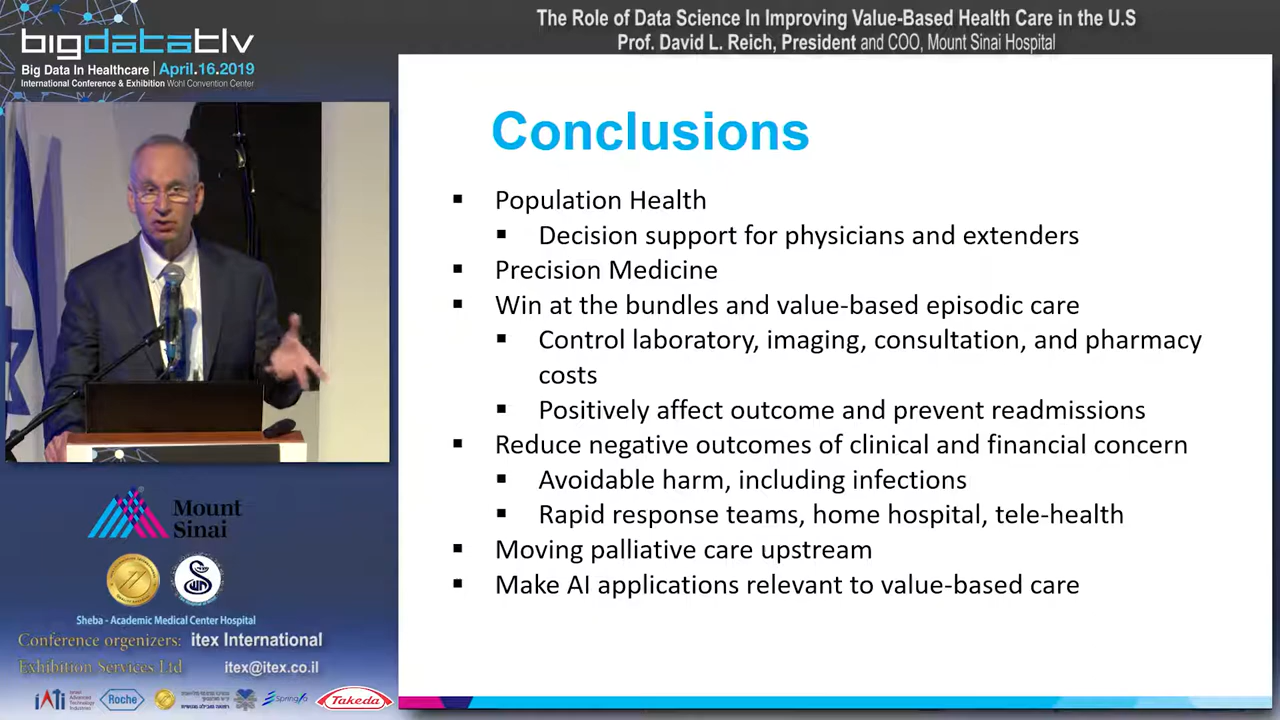 The Role of Data Science In Improving Value-Based Health Care in the U.S
Prof. David L. Reich, President and COO, Mount Sinai Hospital
bigdatatlv
Big Data In Healthcare | April.16.2019
International Conference & Exhibition Wohl Convention Center
Conclusions
Population Health
Decision support for physicians and extenders
Precision Medicine
Win at the bundles and value-based episodic care
Control laboratory, imaging, consultation, and pharmacy
costs
Positively affect outcome and prevent readmissions
Reduce negative outcomes of clinical and financial concern
Avoidable harm, including infections
Rapid response teams, home hospital, tele-health
Moving palliative care upstream
Make AI applications relevant to value-based care
Mount
Sinai
Sheba - Academic Medical Center Hospital
Conference organizers: itex International
Exhibition Services Ltd itex@itex.co.il
iATi Israel Advanced Technology Industries
Roche
Takeda